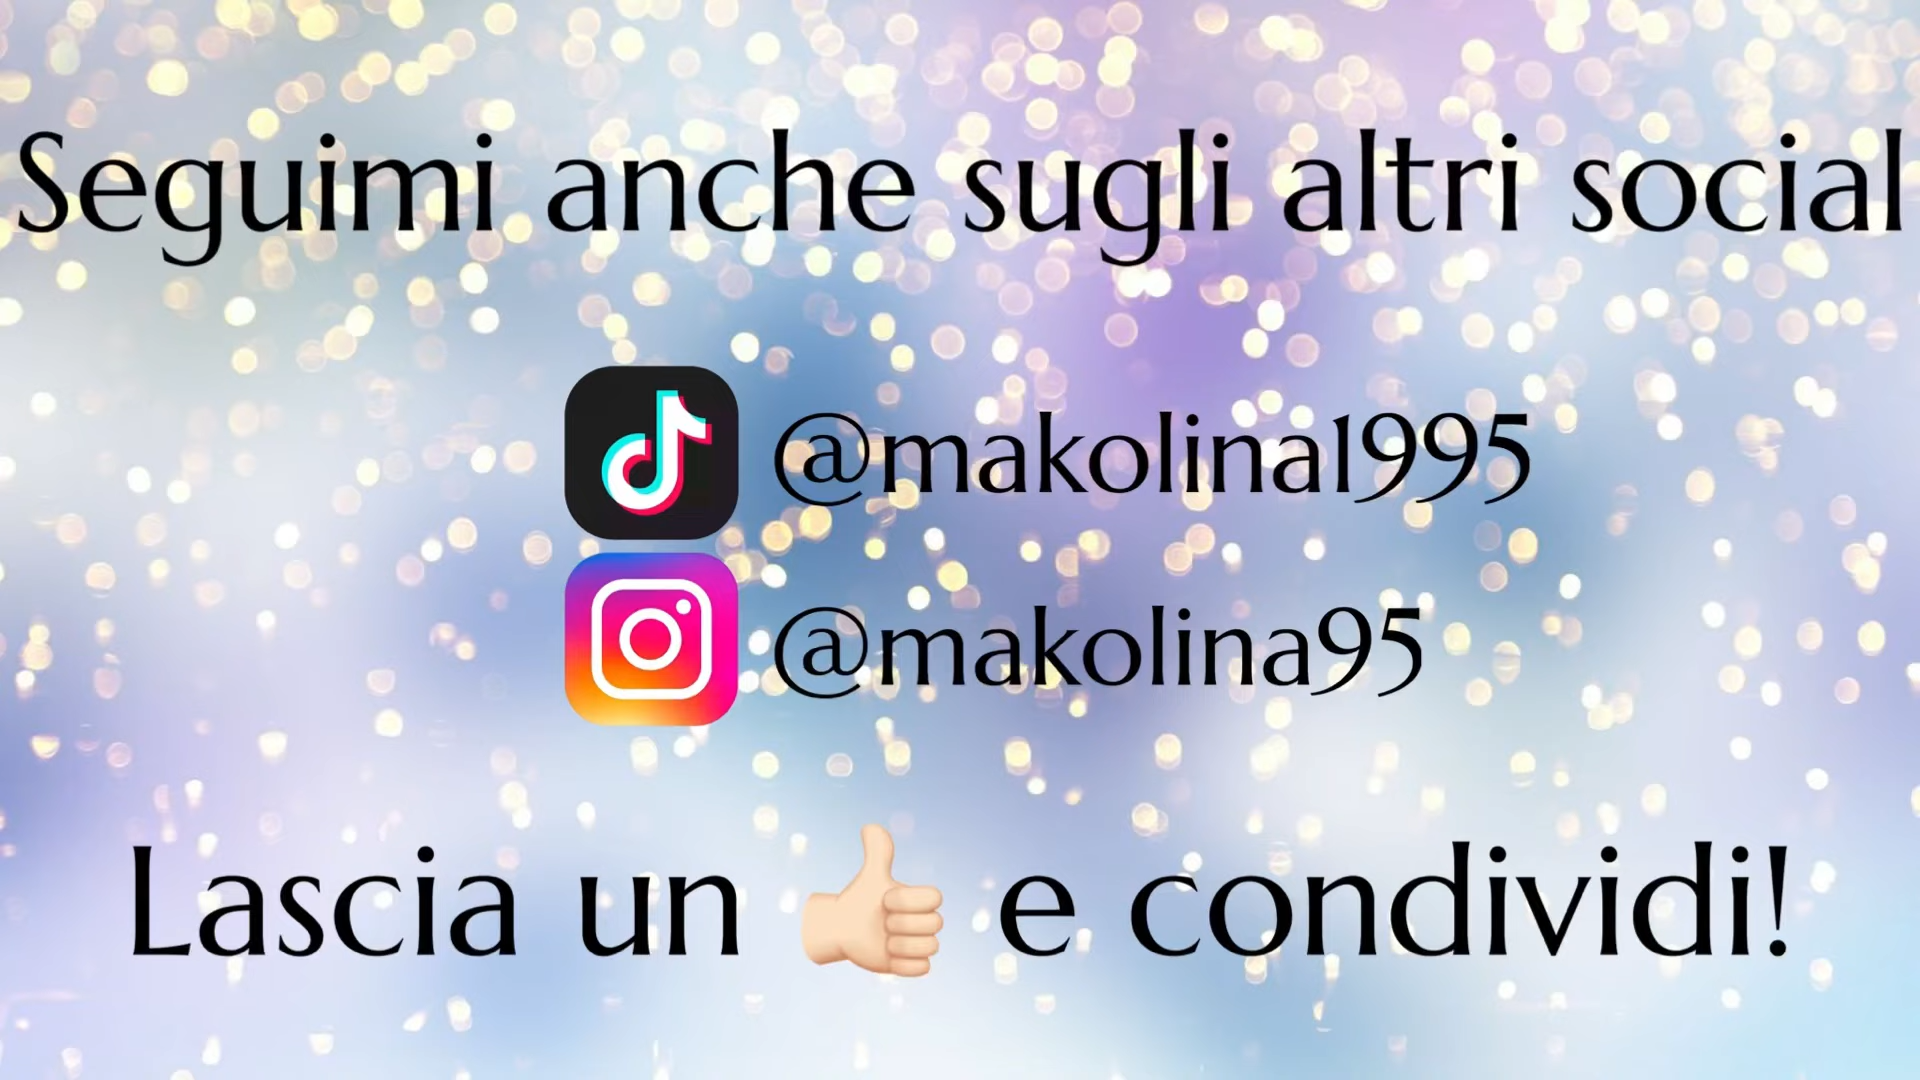 Seguimi anche sugli altri social
@makolina1995
@makolina95
Lascia un 👍🏻 e condividi!